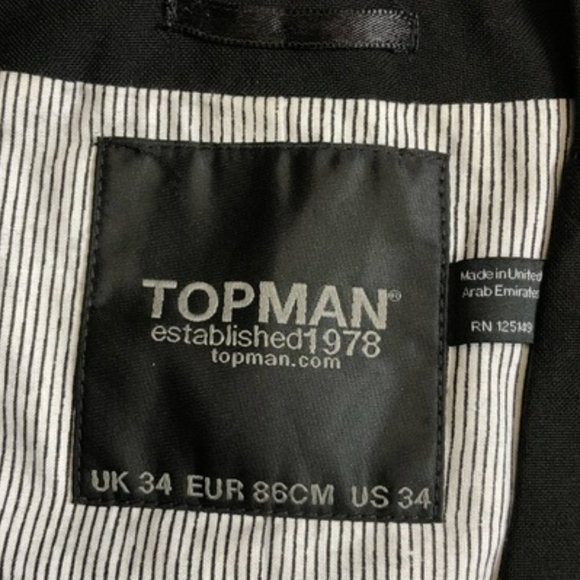 TOPMAN®
established1978
topman.com
UK 34 EUR 86CM US 34
Made in United
Arab Emirates
RN 125149